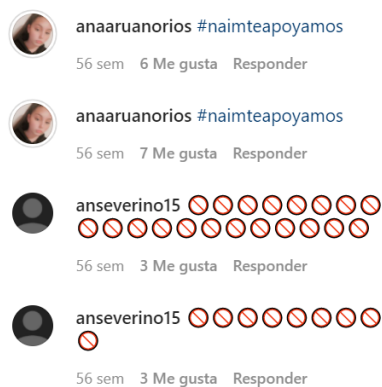 anaaruanorios #naimteapoyamos
56 sem 6 Me gusta Responder
anaaruanorios #naimteapoyamos
56 sem 7 Me gusta Responder
anseverino15 🚫🚫🚫🚫🚫🚫🚫🚫
🚫🚫🚫🚫🚫🚫🚫🚫🚫🚫🚫🚫
56 sem 3 Me gusta Responder
anseverino15 🚫🚫🚫🚫🚫🚫🚫🚫
🚫
56 sem 3 Me gusta Responder